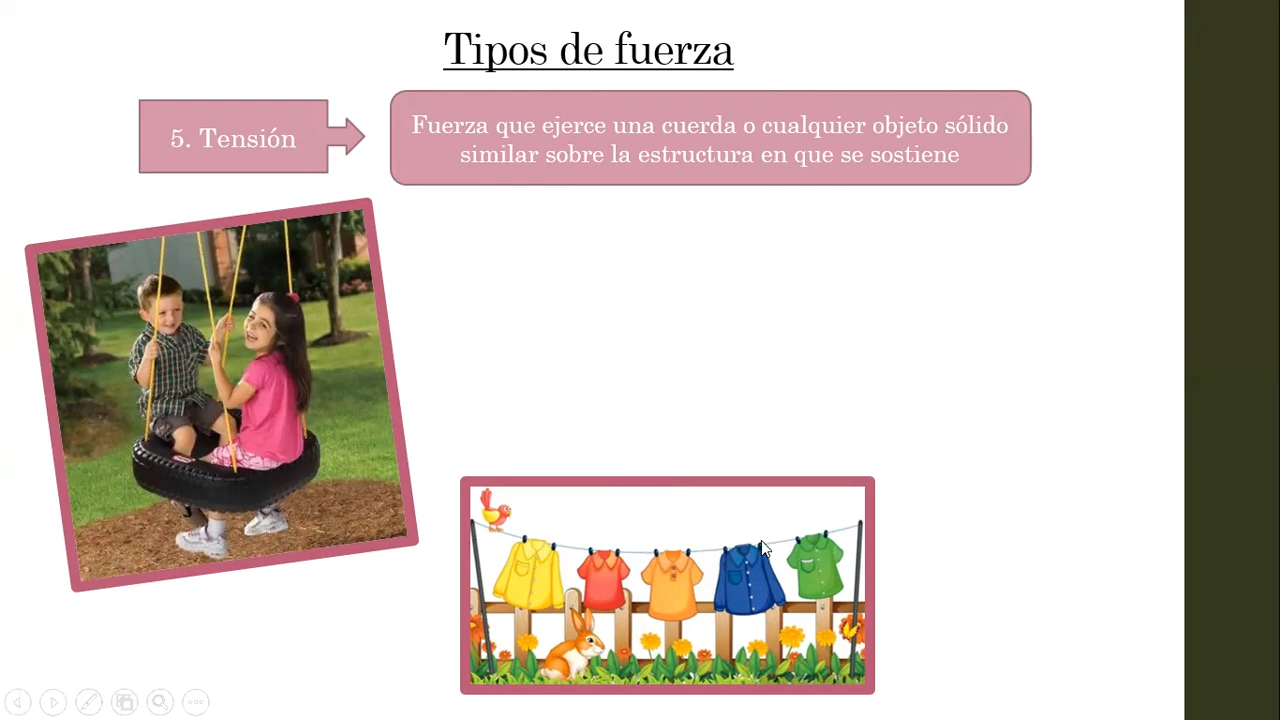 Tipos de fuerza
5. Tensión
Fuerza que ejerce una cuerda o cualquier objeto sólido
similar sobre la estructura en que se sostiene